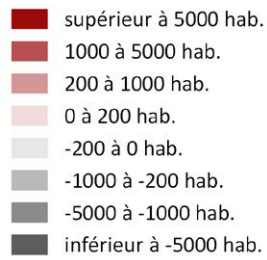 supérieur à 5000 hab.
1000 à 5000 hab.
200 à 1000 hab.
0 à 200 hab.
-200 à 0 hab.
-1000 à -200 hab.
-5000 à -1000 hab.
inférieur à -5000 hab.